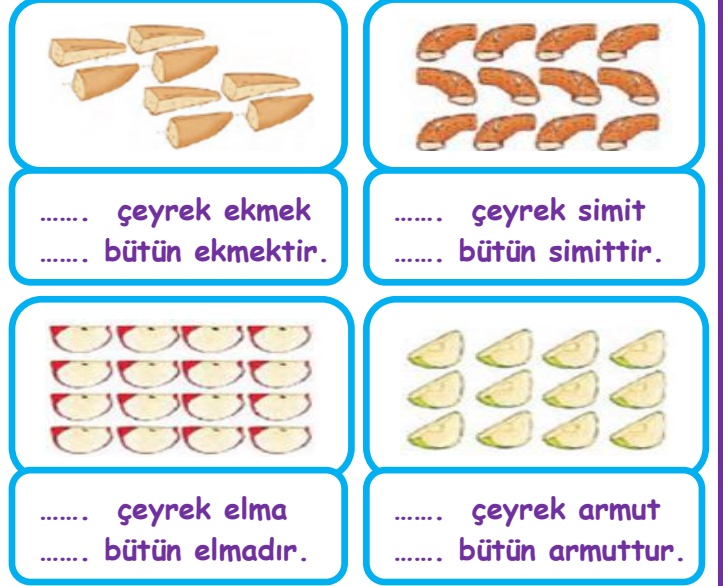 ……. çeyrek ekmek
……. bütün ekmektir.
……. çeyrek simit
……. bütün simittir.
……. çeyrek elma
……. bütün elmadır.
……. çeyrek armut
……. bütün armuttur.